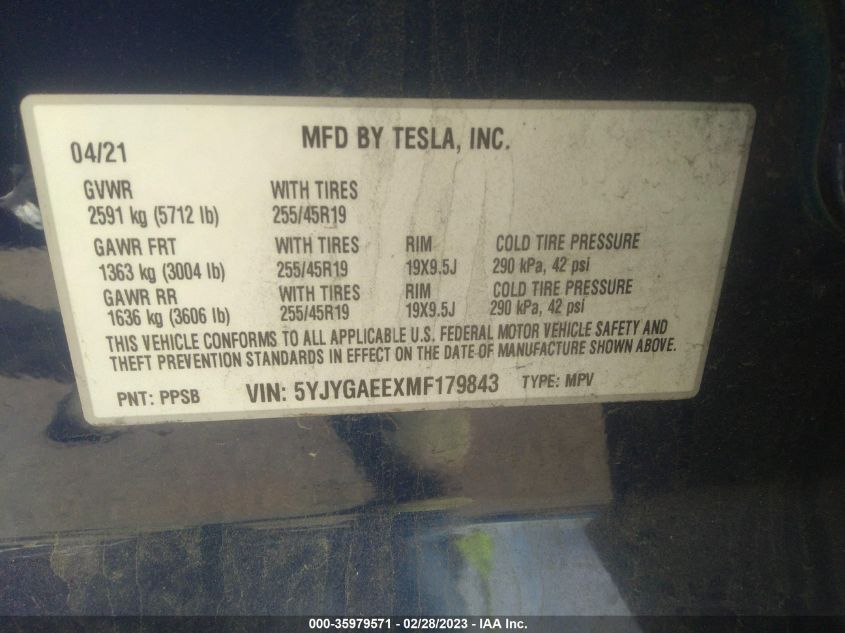 04/21 MFD BY TESLA, INC.
GVWR WITH TIRES
2591 kg (5712 lb) 255/45R19
GAWR FRT WITH TIRES RIM COLD TIRE PRESSURE
1363 kg (3004 lb) 255/45R19 19X9.5J 290 kPa, 42 psi
GAWR RR WITH TIRES RIM COLD TIRE PRESSURE
1636 kg (3606 lb) 255/45R19 19X9.5J 290 kPa, 42 psi
THIS VEHICLE CONFORMS TO ALL APPLICABLE U.S. FEDERAL MOTOR VEHICLE SAFETY AND
THEFT PREVENTION STANDARDS IN EFFECT ON THE DATE OF MANUFACTURE SHOWN ABOVE.
PNT: PPSB VIN: 5YJYGAEEXMF179843 TYPE: MPV
000-35979571 / 02/28/2023 - © IAA Inc.